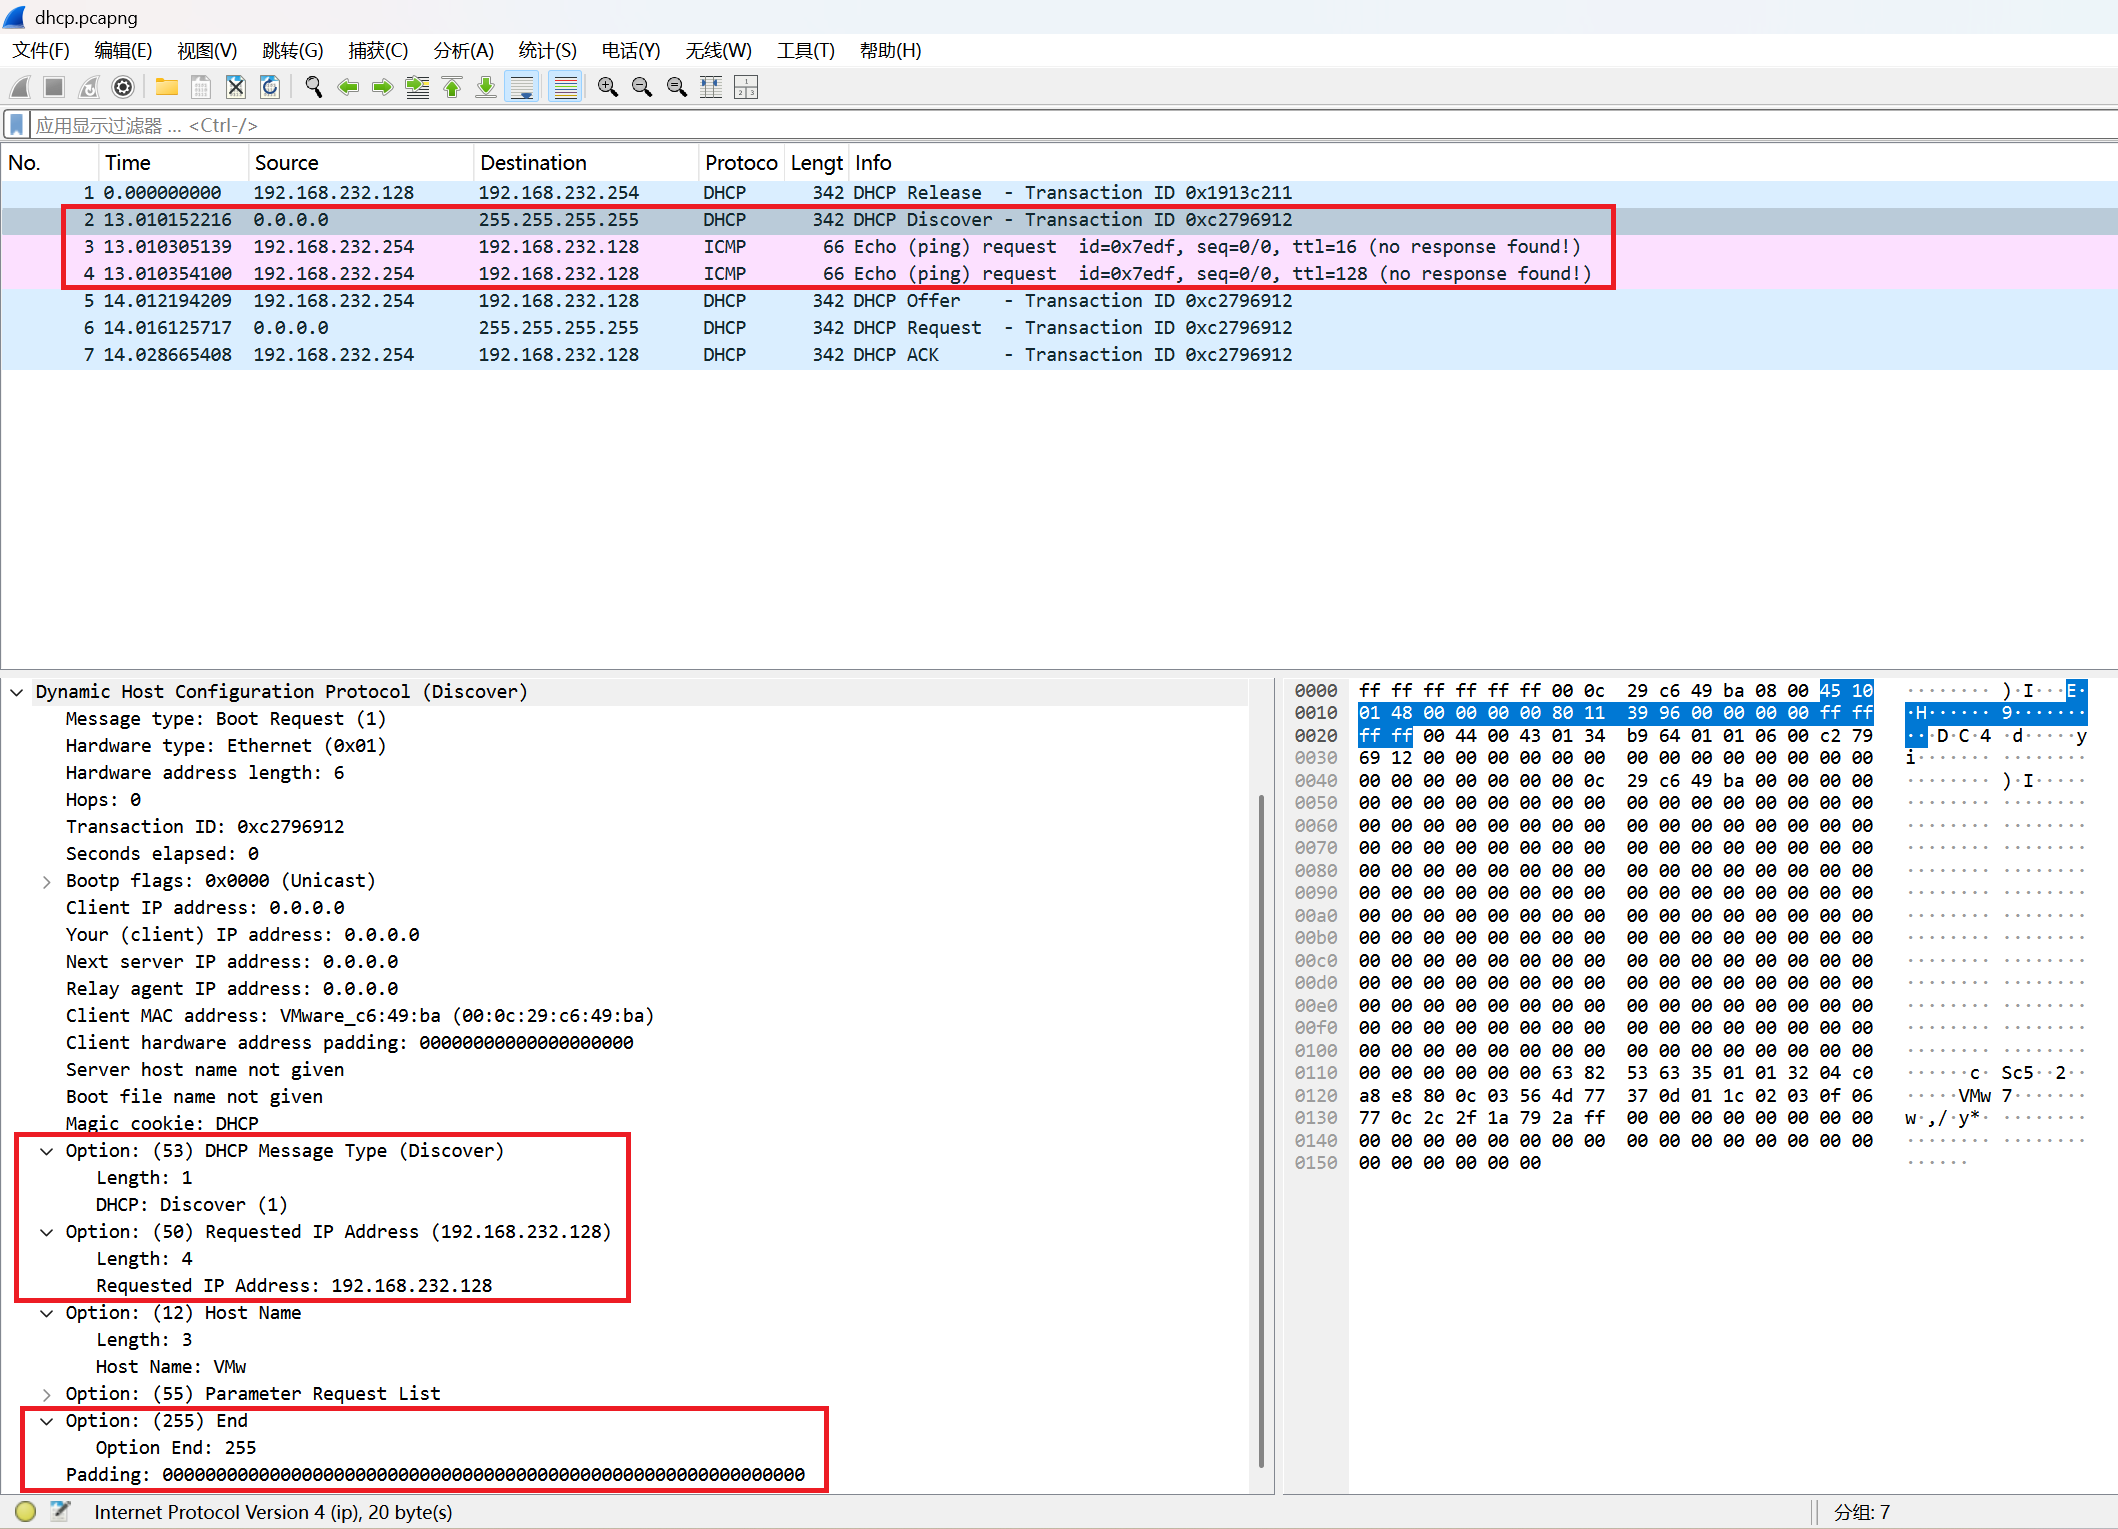 dhcp.pcapng
文件(F) 编辑(E) 视图(V) 跳转(G) 捕获(C) 分析(A) 统计(S) 电话(Y) 无线(W) 工具(T) 帮助(H)
应用显示过滤器 … <Ctrl-/>
No. Time Source Destination Protoco Lengt Info
1 0.000000000 192.168.232.128 192.168.232.254 DHCP 342 DHCP Release - Transaction ID 0x1913c211
2 13.010152216 0.0.0.0 255.255.255.255 DHCP 342 DHCP Discover - Transaction ID 0xc2796912
3 13.010305139 192.168.232.254 192.168.232.128 ICMP 66 Echo (ping) request id=0x7edf, seq=0/0, ttl=16 (no response found!)
4 13.010354100 192.168.232.254 192.168.232.128 ICMP 66 Echo (ping) request id=0x7edf, seq=0/0, ttl=128 (no response found!)
5 14.012194209 192.168.232.254 192.168.232.128 DHCP 342 DHCP Offer - Transaction ID 0xc2796912
6 14.016125717 0.0.0.0 255.255.255.255 DHCP 342 DHCP Request - Transaction ID 0xc2796912
7 14.028665408 192.168.232.254 192.168.232.128 DHCP 342 DHCP ACK - Transaction ID 0xc2796912
Dynamic Host Configuration Protocol (Discover)
Message type: Boot Request (1)
Hardware type: Ethernet (0x01)
Hardware address length: 6
Hops: 0
Transaction ID: 0xc2796912
Seconds elapsed: 0
Bootp flags: 0x0000 (Unicast)
Client IP address: 0.0.0.0
Your (client) IP address: 0.0.0.0
Next server IP address: 0.0.0.0
Relay agent IP address: 0.0.0.0
Client MAC address: VMware_c6:49:ba (00:0c:29:c6:49:ba)
Client hardware address padding: 00000000000000000000
Server host name not given
Boot file name not given
Magic cookie: DHCP
Option: (53) DHCP Message Type (Discover)
Length: 1
DHCP: Discover (1)
Option: (50) Requested IP Address (192.168.232.128)
Length: 4
Requested IP Address: 192.168.232.128
Option: (12) Host Name
Length: 3
Host Name: VMw
Option: (55) Parameter Request List
Option: (255) End
Option End: 255
Padding: 000000000000000000000000000000000000000000000000000000000000
0000 ff ff ff ff ff ff 00 0c 29 c6 49 ba 08 00 45 10 ········ )·I···E·
0010 01 48 00 00 00 00 80 11 39 96 00 00 00 00 ff ff ·H······ 9·······
0020 ff ff 00 44 00 43 01 34 b9 64 01 01 06 00 c2 79 ···D·C·4 ·d·····y
0030 69 12 00 00 00 00 00 00 00 00 00 00 00 00 00 00 i······· ········
0040 00 00 00 00 00 00 00 0c 29 c6 49 ba 00 00 00 00 ········ )·I·····
0050 00 00 00 00 00 00 00 00 00 00 00 00 00 00 00 00 ········ ········
0060 00 00 00 00 00 00 00 00 00 00 00 00 00 00 00 00 ········ ········
0070 00 00 00 00 00 00 00 00 00 00 00 00 00 00 00 00 ········ ········
0080 00 00 00 00 00 00 00 00 00 00 00 00 00 00 00 00 ········ ········
0090 00 00 00 00 00 00 00 00 00 00 00 00 00 00 00 00 ········ ········
00a0 00 00 00 00 00 00 00 00 00 00 00 00 00 00 00 00 ········ ········
00b0 00 00 00 00 00 00 00 00 00 00 00 00 00 00 00 00 ········ ········
00c0 00 00 00 00 00 00 00 00 00 00 00 00 00 00 00 00 ········ ········
00d0 00 00 00 00 00 00 00 00 00 00 00 00 00 00 00 00 ········ ········
00e0 00 00 00 00 00 00 00 00 00 00 00 00 00 00 00 00 ········ ········
00f0 00 00 00 00 00 00 00 00 00 00 00 00 00 00 00 00 ········ ········
0100 00 00 00 00 00 00 00 00 00 00 00 00 00 00 00 00 ········ ········
0110 00 00 00 00 00 00 63 82 53 63 35 01 01 32 04 c0 ······c· Sc5··2··
0120 a8 e8 80 0c 03 56 4d 77 37 0d 01 1c 02 03 0f 06 ·····VMw 7·······
0130 77 0c 2c 2f 1a 79 2a ff 00 00 00 00 00 00 00 00 w·,/·y*· ········
0140 00 00 00 00 00 00 00 00 00 00 00 00 00 00 00 00 ········ ········
0150 00 00 00 00 00 00 ······
Internet Protocol Version 4 (ip), 20 byte(s) 分组: 7